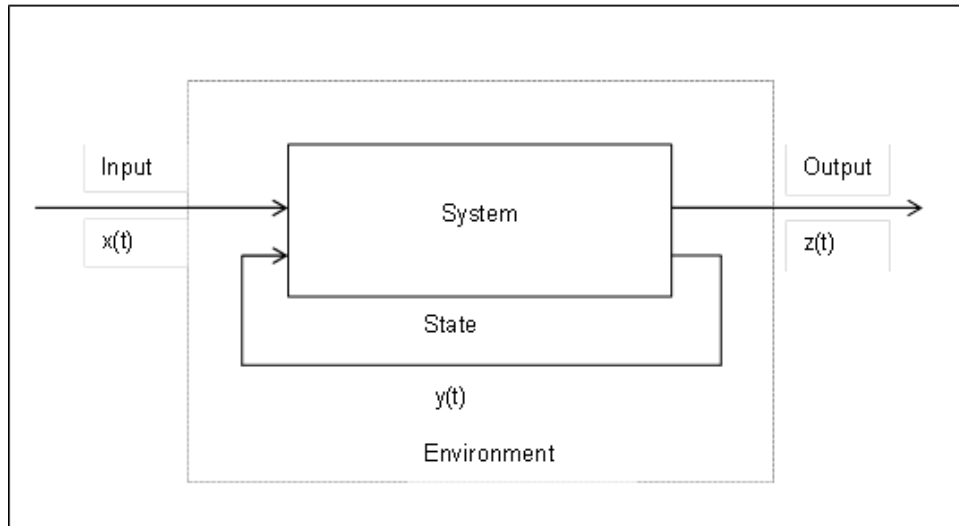 Input
x(t)
System
Output
z(t)
State
y(t)
Environment